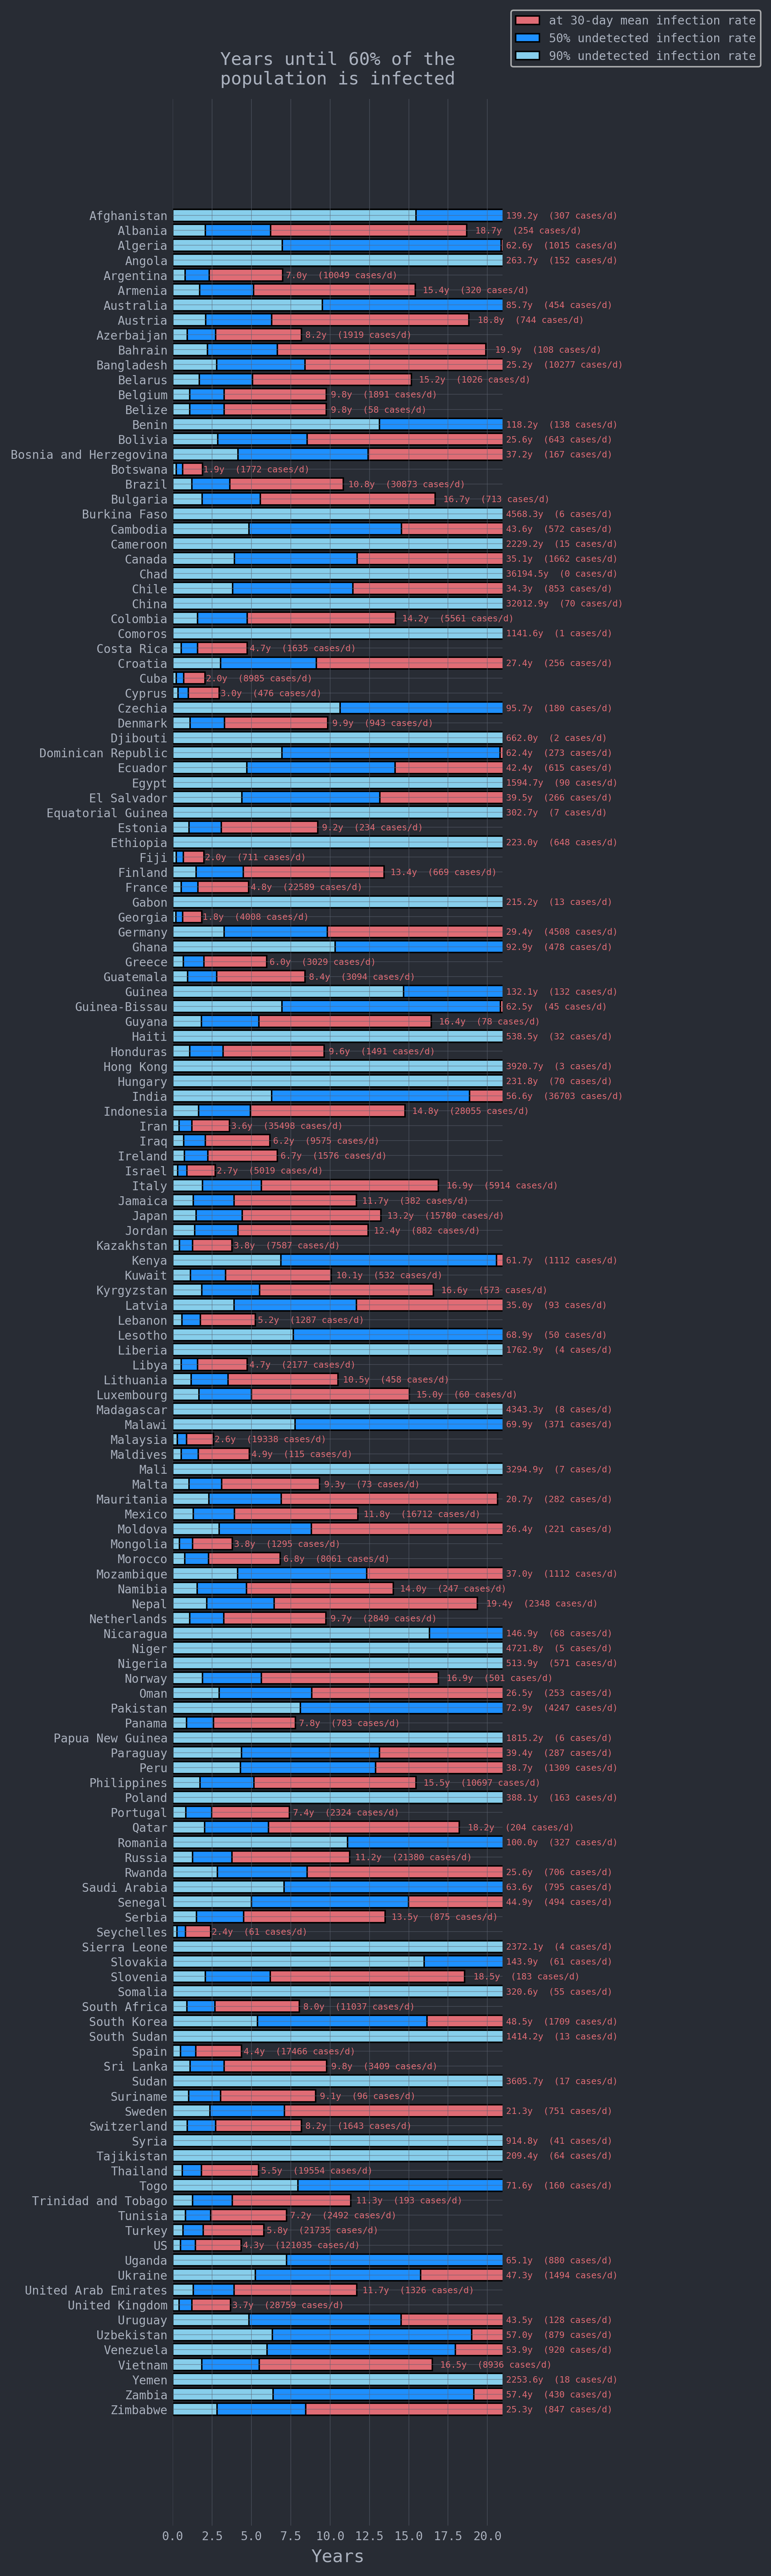 at 30-day mean infection rate
50% undetected infection rate
90% undetected infection rate
Years until 60% of the
population is infected
Afghanistan 139.2y (307 cases/d)
Albania 18.7y (254 cases/d)
Algeria 62.6y (1015 cases/d)
Angola 263.7y (152 cases/d)
Argentina 7.0y (10049 cases/d)
Armenia 15.4y (320 cases/d)
Australia 85.7y (454 cases/d)
Austria 18.8y (744 cases/d)
Azerbaijan 8.2y (1919 cases/d)
Bahrain 19.9y (108 cases/d)
Bangladesh 25.2y (10277 cases/d)
Belarus 15.2y (1026 cases/d)
Belgium 9.8y (1891 cases/d)
Belize 9.8y (58 cases/d)
Benin 118.2y (138 cases/d)
Bolivia 25.6y (643 cases/d)
Bosnia and Herzegovina 37.2y (167 cases/d)
Botswana 1.9y (1772 cases/d)
Brazil 10.8y (30873 cases/d)
Bulgaria 16.7y (713 cases/d)
Burkina Faso 4568.3y (6 cases/d)
Cambodia 43.6y (572 cases/d)
Cameroon 2229.2y (15 cases/d)
Canada 35.1y (1662 cases/d)
Chad 36194.5y (0 cases/d)
Chile 34.3y (853 cases/d)
China 32012.9y (70 cases/d)
Colombia 14.2y (5561 cases/d)
Comoros 1141.6y (1 cases/d)
Costa Rica 4.7y (1635 cases/d)
Croatia 27.4y (256 cases/d)
Cuba 2.0y (8985 cases/d)
Cyprus 3.0y (476 cases/d)
Czechia 95.7y (180 cases/d)
Denmark 9.9y (943 cases/d)
Djibouti 662.0y (2 cases/d)
Dominican Republic 62.4y (273 cases/d)
Ecuador 42.4y (615 cases/d)
Egypt 1594.7y (90 cases/d)
El Salvador 39.5y (266 cases/d)
Equatorial Guinea 302.7y (7 cases/d)
Estonia 9.2y (234 cases/d)
Ethiopia 223.0y (648 cases/d)
Fiji 2.0y (711 cases/d)
Finland 13.4y (669 cases/d)
France 4.8y (22589 cases/d)
Gabon 215.2y (13 cases/d)
Georgia 1.8y (4008 cases/d)
Germany 29.4y (4508 cases/d)
Ghana 92.9y (478 cases/d)
Greece 6.0y (3029 cases/d)
Guatemala 8.4y (3094 cases/d)
Guinea 132.1y (132 cases/d)
Guinea-Bissau 62.5y (45 cases/d)
Guyana 16.4y (78 cases/d)
Haiti 538.5y (32 cases/d)
Honduras 9.6y (1491 cases/d)
Hong Kong 3920.7y (3 cases/d)
Hungary 231.8y (70 cases/d)
India 56.6y (36703 cases/d)
Indonesia 14.8y (28055 cases/d)
Iran 3.6y (35498 cases/d)
Iraq 6.2y (9575 cases/d)
Ireland 6.7y (1576 cases/d)
Israel 2.7y (5019 cases/d)
Italy 16.9y (5914 cases/d)
Jamaica 11.7y (382 cases/d)
Japan 13.2y (15780 cases/d)
Jordan 12.4y (882 cases/d)
Kazakhstan 3.8y (7587 cases/d)
Kenya 61.7y (1112 cases/d)
Kuwait 10.1y (532 cases/d)
Kyrgyzstan 16.6y (573 cases/d)
Latvia 35.0y (93 cases/d)
Lebanon 5.2y (1287 cases/d)
Lesotho 68.9y (50 cases/d)
Liberia 1762.9y (4 cases/d)
Libya 4.7y (2177 cases/d)
Lithuania 10.5y (458 cases/d)
Luxembourg 15.0y (60 cases/d)
Madagascar 4343.3y (8 cases/d)
Malawi 69.9y (371 cases/d)
Malaysia 2.6y (19338 cases/d)
Maldives 4.9y (115 cases/d)
Mali 3294.9y (7 cases/d)
Malta 9.3y (73 cases/d)
Mauritania 20.7y (282 cases/d)
Mexico 11.8y (16712 cases/d)
Moldova 26.4y (221 cases/d)
Mongolia 3.8y (1295 cases/d)
Morocco 6.8y (8061 cases/d)
Mozambique 37.0y (1112 cases/d)
Namibia 14.0y (247 cases/d)
Nepal 19.4y (2348 cases/d)
Netherlands 9.7y (2849 cases/d)
Nicaragua 146.9y (68 cases/d)
Niger 4721.8y (5 cases/d)
Nigeria 513.9y (571 cases/d)
Norway 16.9y (501 cases/d)
Oman 26.5y (253 cases/d)
Pakistan 72.9y (4247 cases/d)
Panama 7.8y (783 cases/d)
Papua New Guinea 1815.2y (6 cases/d)
Paraguay 39.4y (287 cases/d)
Peru 38.7y (1309 cases/d)
Philippines 15.5y (10697 cases/d)
Poland 388.1y (163 cases/d)
Portugal 7.4y (2324 cases/d)
Qatar 18.2y (204 cases/d)
Romania 100.0y (327 cases/d)
Russia 11.2y (21380 cases/d)
Rwanda 25.6y (706 cases/d)
Saudi Arabia 63.6y (795 cases/d)
Senegal 44.9y (494 cases/d)
Serbia 13.5y (875 cases/d)
Seychelles 2.4y (61 cases/d)
Sierra Leone 2372.1y (4 cases/d)
Slovakia 143.9y (61 cases/d)
Slovenia 18.5y (183 cases/d)
Somalia 320.6y (55 cases/d)
South Africa 8.0y (11037 cases/d)
South Korea 48.5y (1709 cases/d)
South Sudan 1414.2y (13 cases/d)
Spain 4.4y (17466 cases/d)
Sri Lanka 9.8y (3409 cases/d)
Sudan 3605.7y (17 cases/d)
Suriname 9.1y (96 cases/d)
Sweden 21.3y (751 cases/d)
Switzerland 8.2y (1643 cases/d)
Syria 914.8y (41 cases/d)
Tajikistan 209.4y (64 cases/d)
Thailand 5.5y (19554 cases/d)
Togo 71.6y (160 cases/d)
Trinidad and Tobago 11.3y (193 cases/d)
Tunisia 7.2y (2492 cases/d)
Turkey 5.8y (21735 cases/d)
US 4.3y (121035 cases/d)
Uganda 65.1y (880 cases/d)
Ukraine 47.3y (1494 cases/d)
United Arab Emirates 11.7y (1326 cases/d)
United Kingdom 3.7y (28759 cases/d)
Uruguay 43.5y (128 cases/d)
Uzbekistan 57.0y (879 cases/d)
Venezuela 53.9y (920 cases/d)
Vietnam 16.5y (8936 cases/d)
Yemen 2253.6y (18 cases/d)
Zambia 57.4y (430 cases/d)
Zimbabwe 25.3y (847 cases/d)
0.0 2.5 5.0 7.5 10.0 12.5 15.0 17.5 20.0
Years